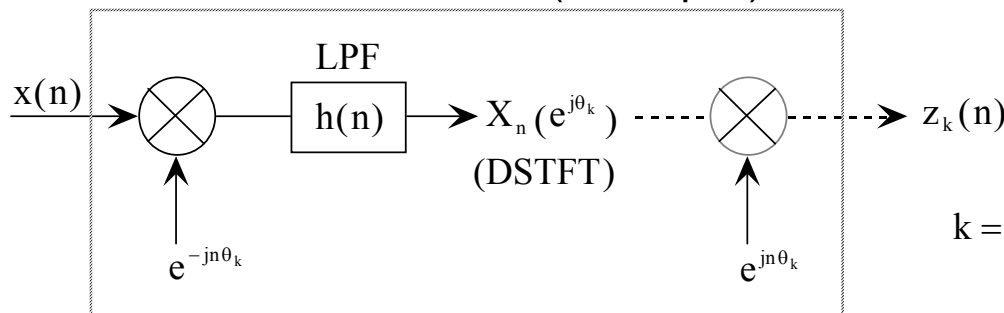 LPF
x(n)
h(n)
X_n(e^{jθ_k})
z_k(n)
(DSTFT)
k =
e^{-jnθ_k}
e^{jnθ_k}